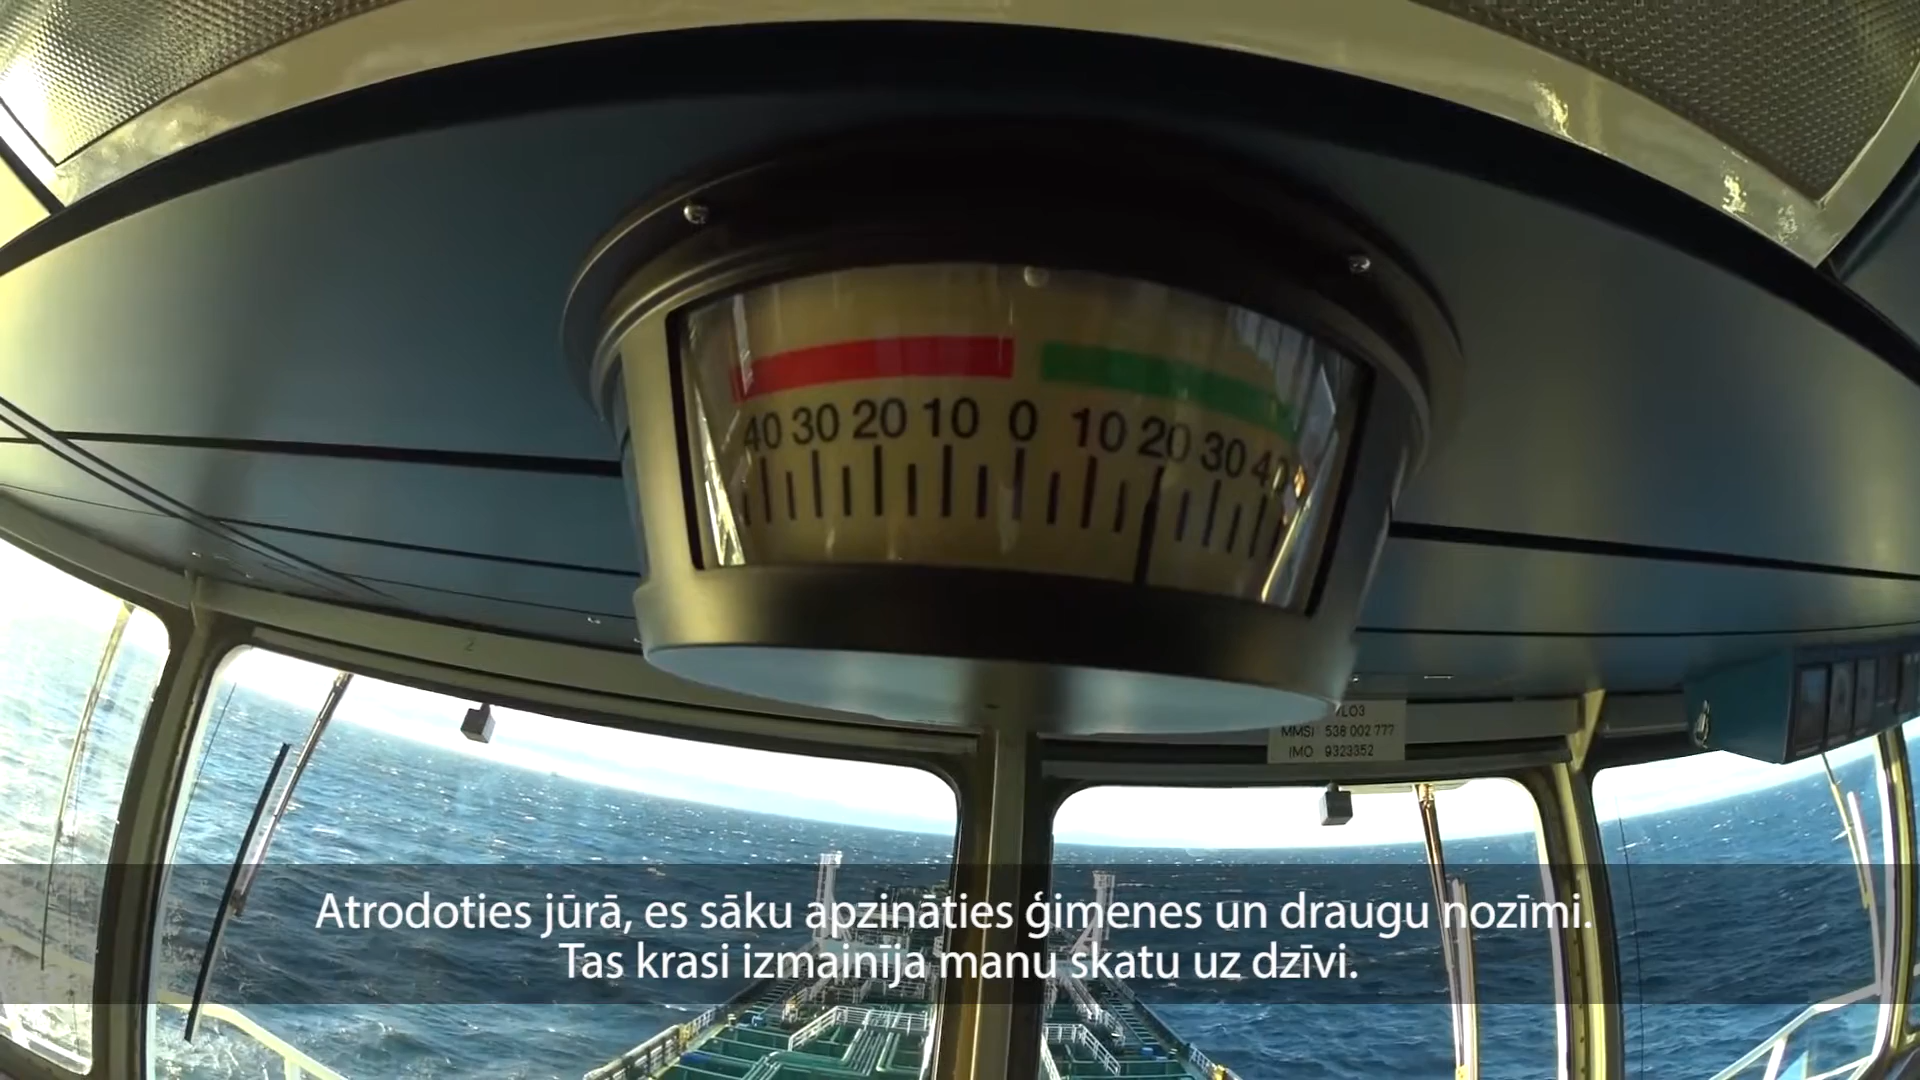 40 30 20 10 0 10 20 30 40
2
MMSI 538 002 777
IMO 9323352
Atrodoties jūrā, es sāku apzināties ģimenes un draugu nozīmi.
Tas krasi izmainīja manu skatu uz dzīvi.